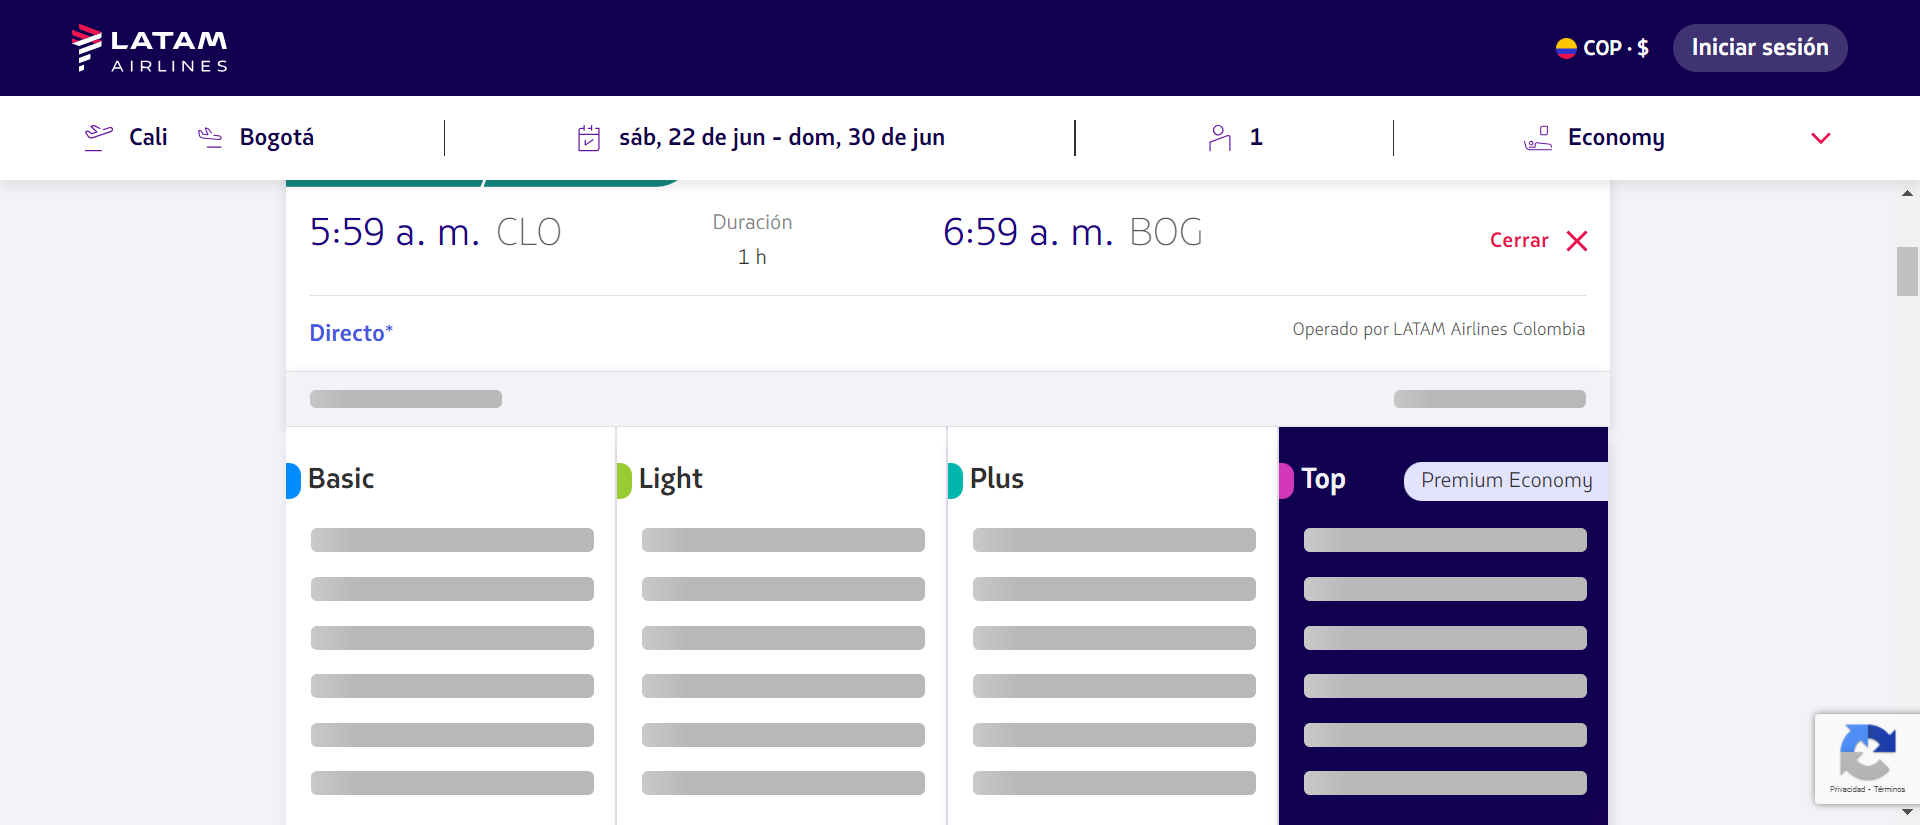 LATAM
AIRLINES
COP · $
Iniciar sesión
Cali
Bogotá
sáb, 22 de jun - dom, 30 de jun
1
Economy
5:59 a. m. CLO
Duración
1 h
6:59 a. m. BOG
Cerrar
Directo*
Operado por LATAM Airlines Colombia
Basic
Light
Plus
Top
Premium Economy
Privacidad - Términos